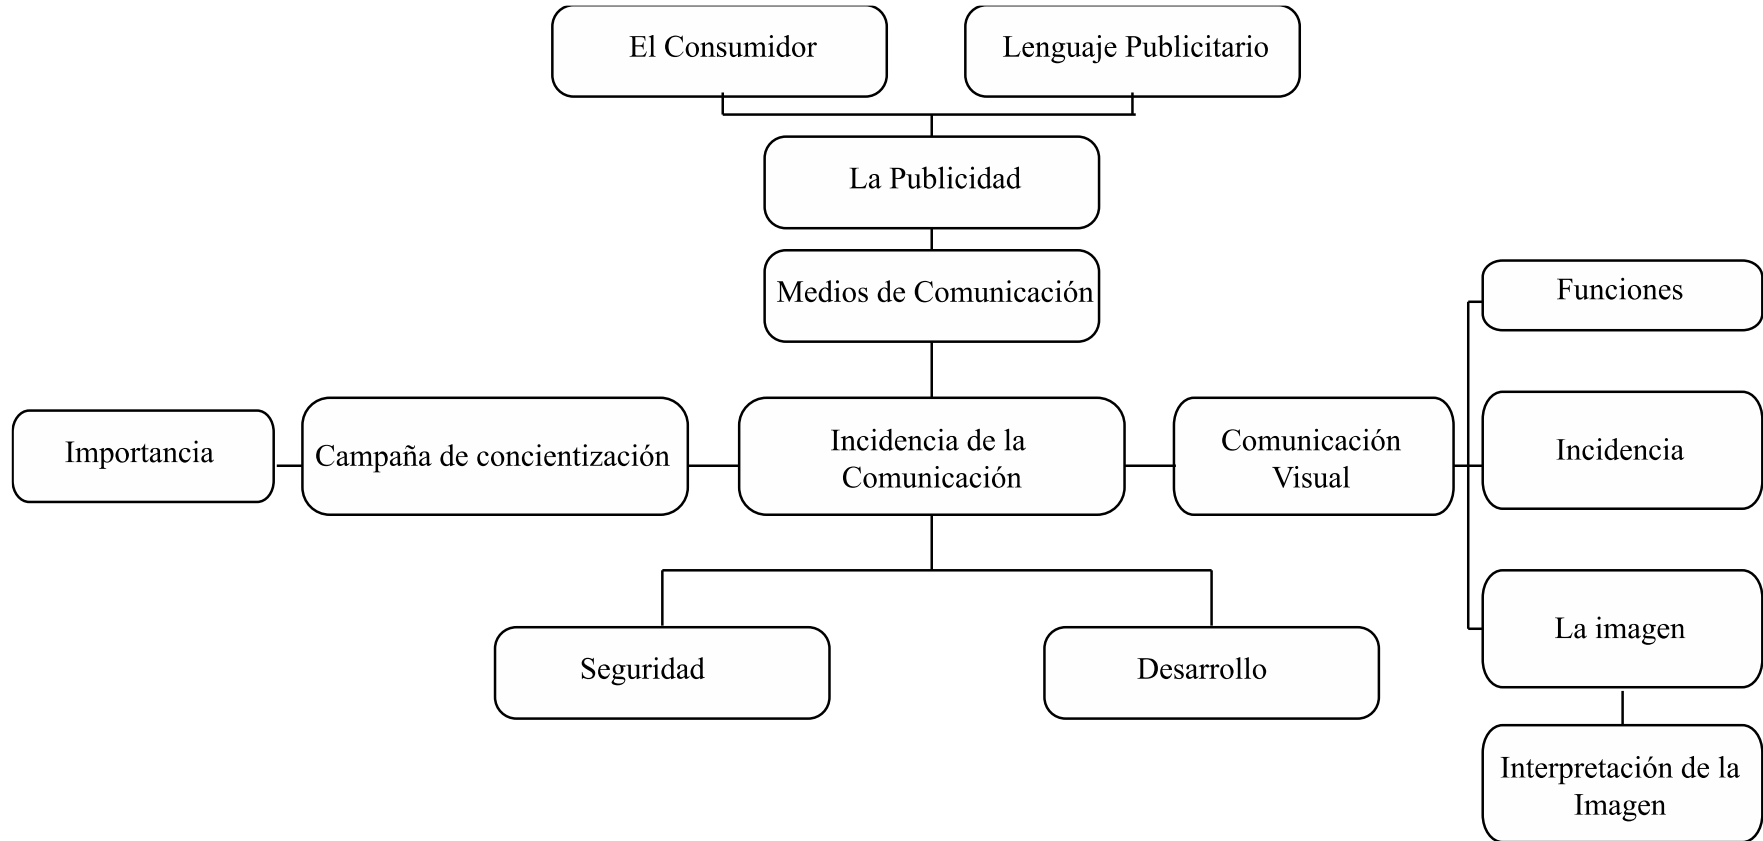 El Consumidor
Lenguaje Publicitario
La Publicidad
Medios de Comunicación
Funciones
Importancia
Campaña de concientización
Incidencia de la
Comunicación
Comunicación
Visual
Incidencia
La imagen
Seguridad
Desarrollo
Interpretación de la
Imagen